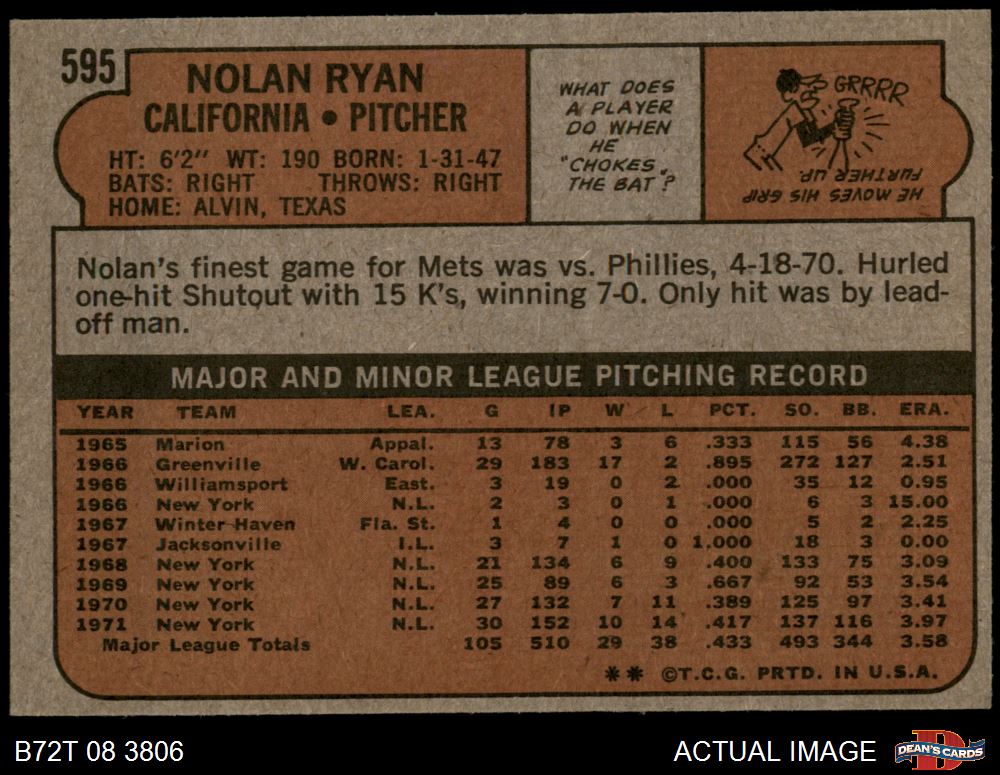 595
NOLAN RYAN
CALIFORNIA • PITCHER
HT: 6'2" WT: 190 BORN: 1-31-47
BATS: RIGHT THROWS: RIGHT
HOME: ALVIN, TEXAS
WHAT DOES
A PLAYER
DO WHEN
HE
"CHOKES"
THE BAT?
GRRRR
HE MOVES HIS GRIP
FURTHER UP.
Nolan's finest game for Mets was vs. Phillies, 4-18-70. Hurled
one-hit Shutout with 15 K's, winning 7-0. Only hit was by lead-
off man.
MAJOR AND MINOR LEAGUE PITCHING RECORD
YEAR TEAM LEA. G IP W L PCT. SO. BB. ERA.
1965 Marion Appal. 13 78 3 6 .333 115 56 4.38
1966 Greenville W. Carol. 29 183 17 2 .895 272 127 2.51
1966 Williamsport East. 3 19 0 2 .000 35 12 0.95
1966 New York N.L. 2 3 0 1 .000 6 3 15.00
1967 Winter Haven Fla. St. 1 4 0 0 .000 5 2 2.25
1967 Jacksonville I.L. 3 7 1 0 1.000 18 3 0.00
1968 New York N.L. 21 134 6 9 .400 133 75 3.09
1969 New York N.L. 25 89 6 3 .667 92 53 3.54
1970 New York N.L. 27 132 7 11 .389 125 97 3.41
1971 New York N.L. 30 152 10 14 .417 137 116 3.97
Major League Totals 105 510 29 38 .433 493 344 3.58
** ©T.C.G. PRTD. IN U.S.A.
B72T 08 3806
ACTUAL IMAGE
DEAN'S CARDS